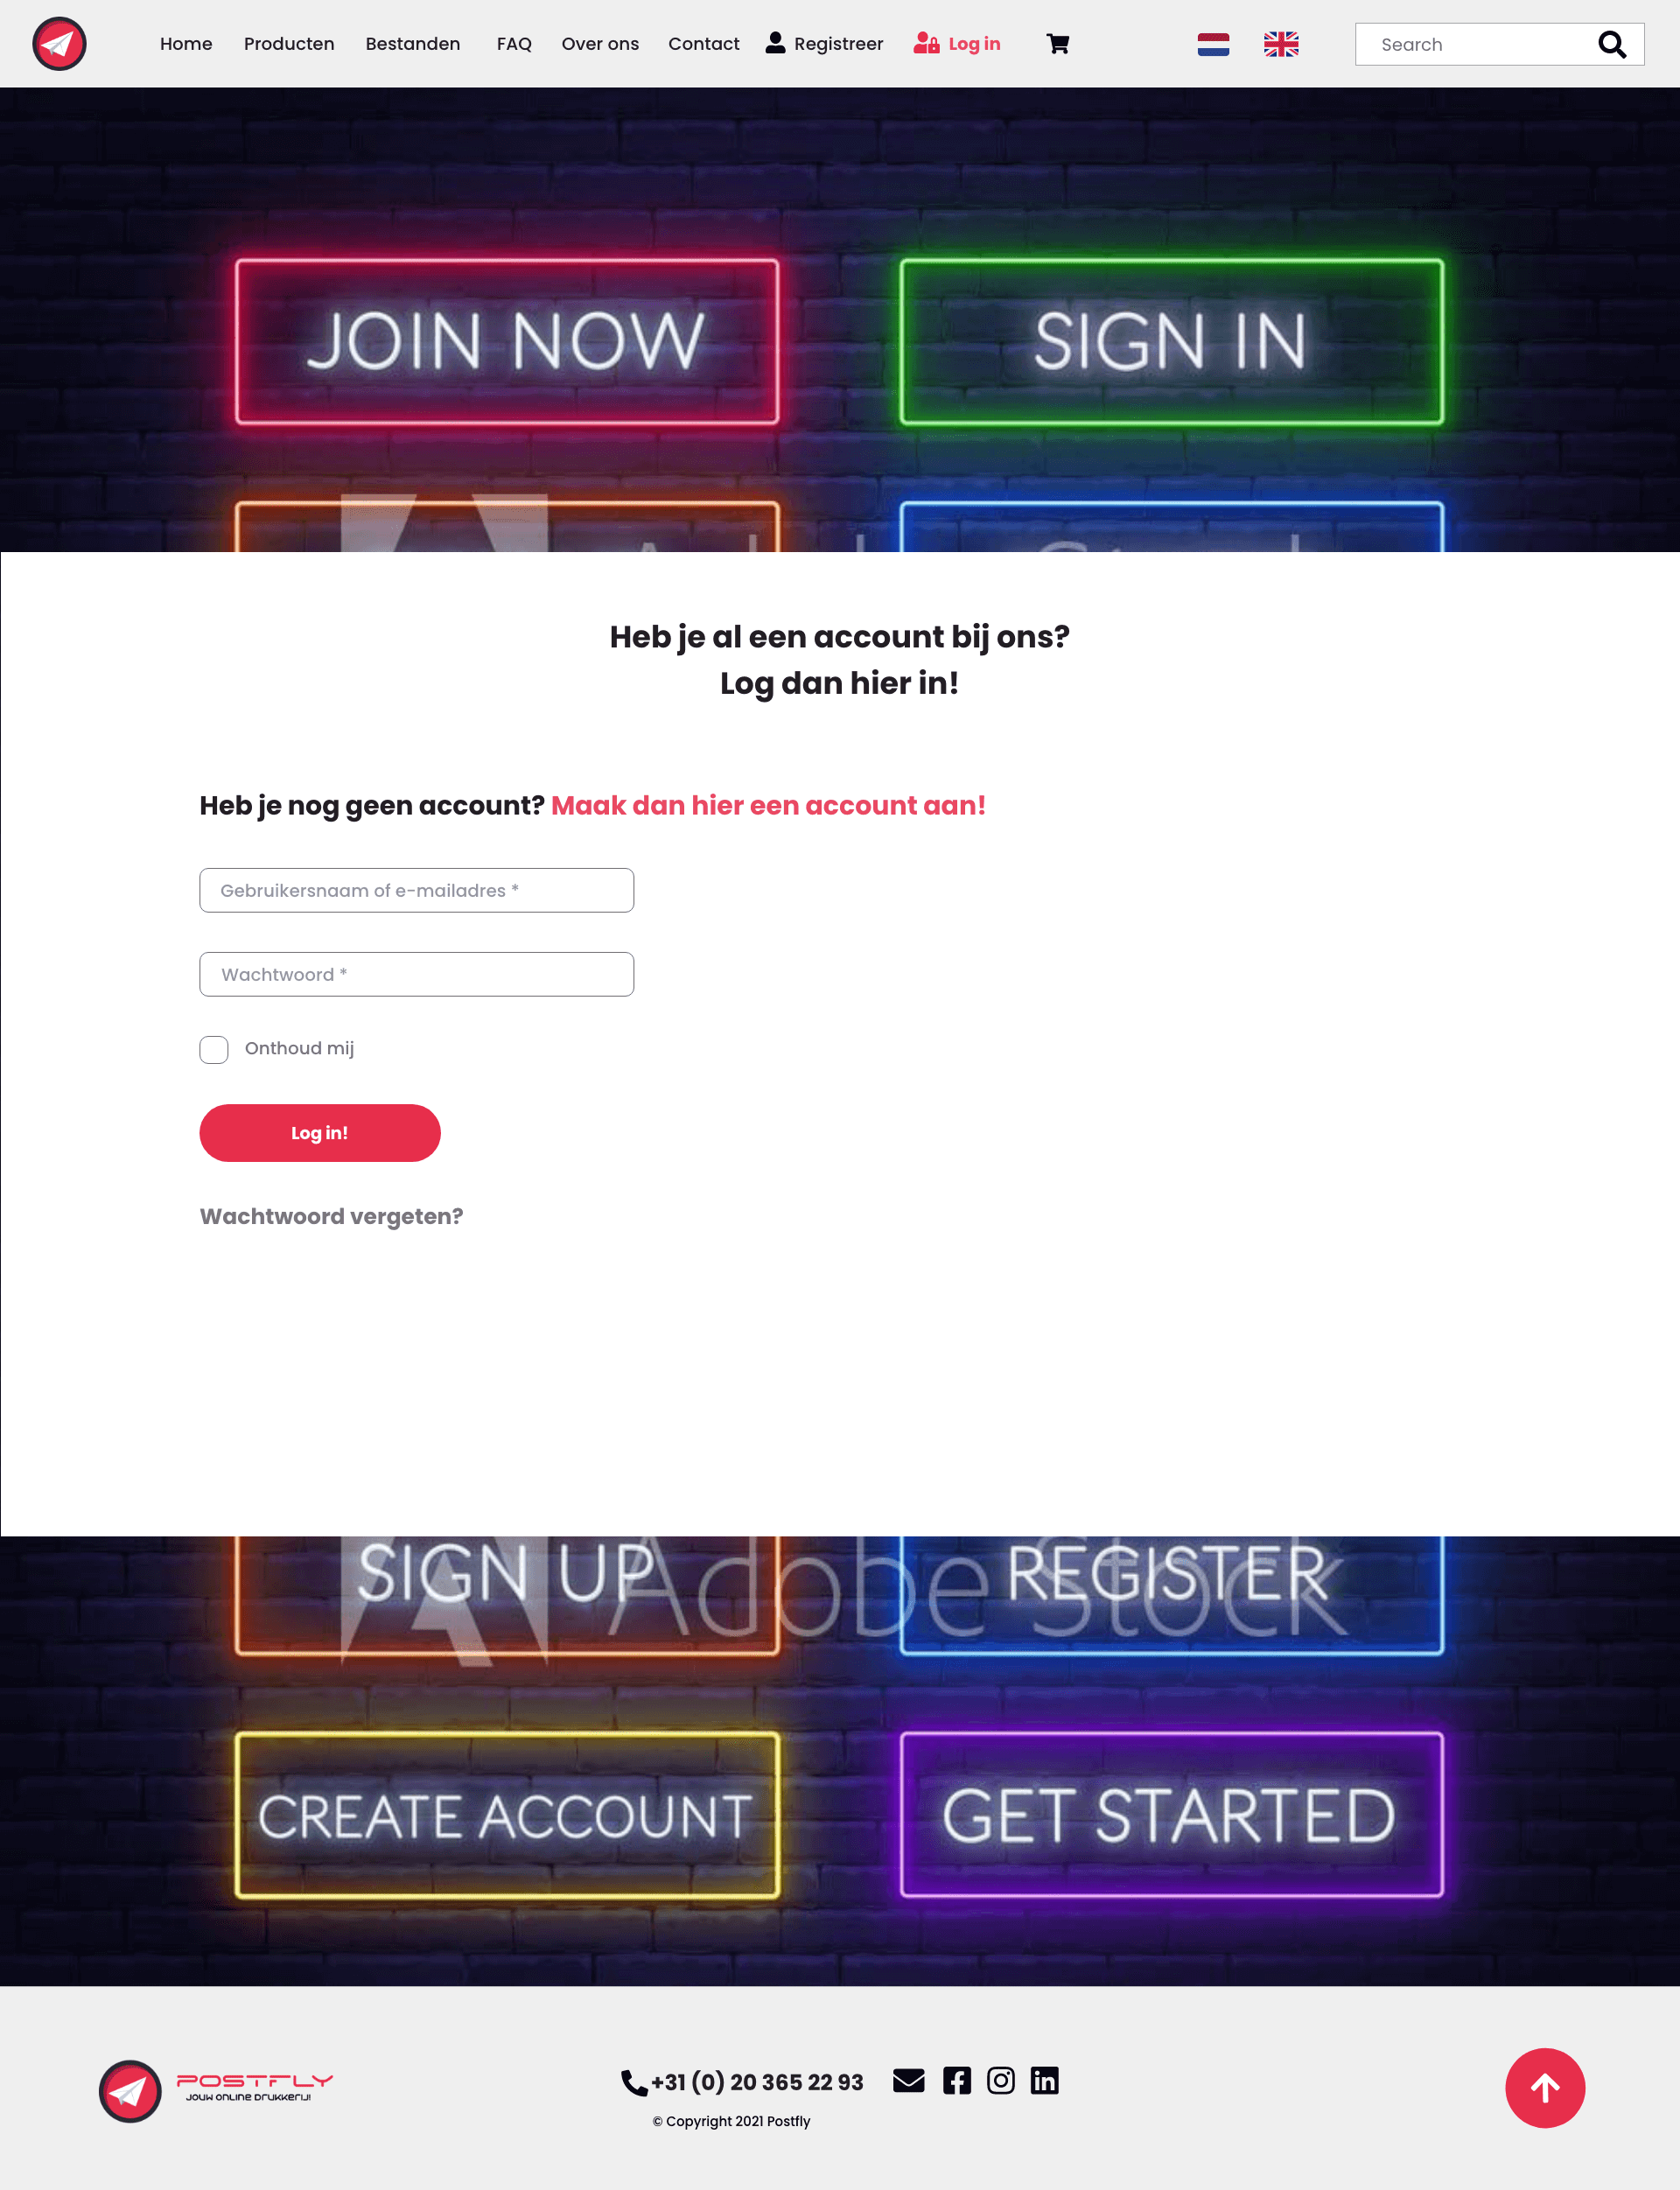 Home Producten Bestanden FAQ Over ons Contact Registreer Log in Search
JOIN NOW SIGN IN
Heb je al een account bij ons?
Log dan hier in!
Heb je nog geen account? Maak dan hier een account aan!
Gebruikersnaam of e-mailadres *
Wachtwoord *
Onthoud mij
Log in!
Wachtwoord vergeten?
SIGN UP REGISTER
Adobe Stock
CREATE ACCOUNT GET STARTED
POSTFLY
JOUW ONLINE DRUKKERIJ!
+31 (0) 20 365 22 93
© Copyright 2021 Postfly